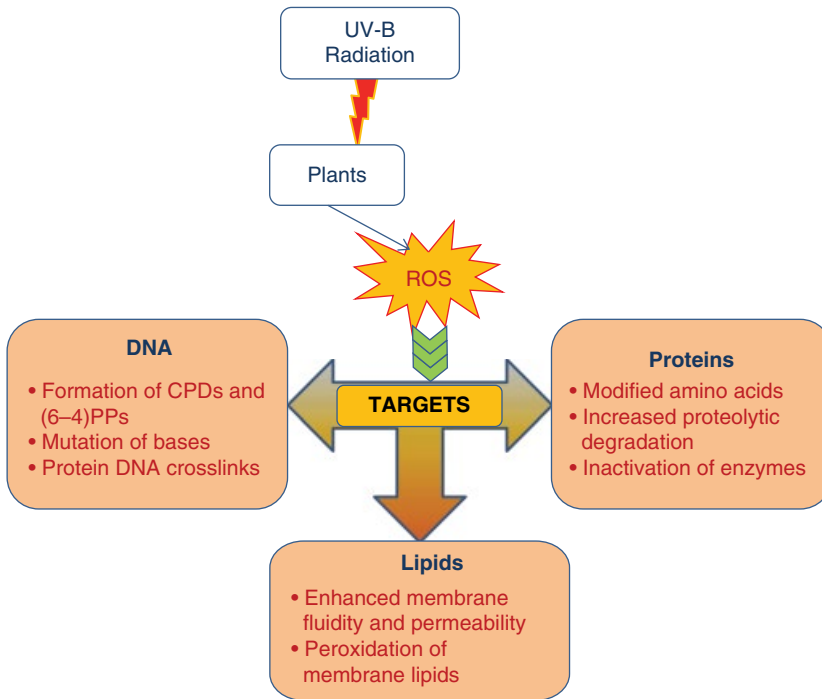 UV-B
Radiation
Plants
ROS
TARGETS
DNA
• Formation of CPDs and
(6–4)PPs
• Mutation of bases
• Protein DNA crosslinks
Proteins
• Modified amino acids
• Increased proteolytic
degradation
• Inactivation of enzymes
Lipids
• Enhanced membrane
fluidity and permeability
• Peroxidation of
membrane lipids